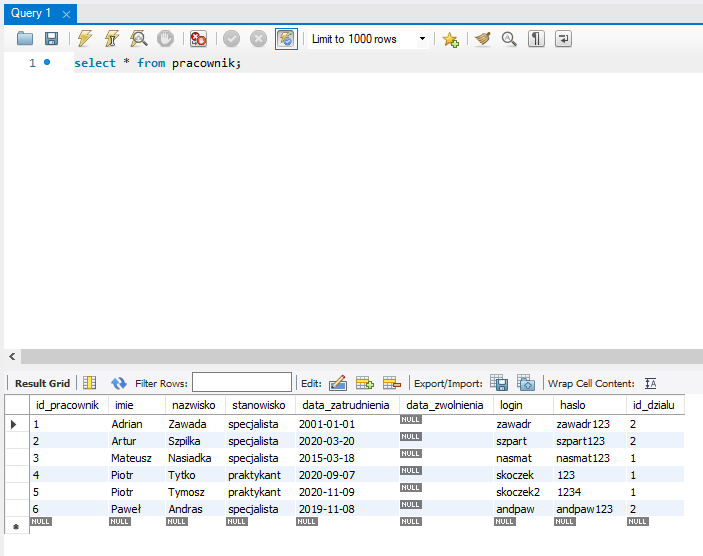 Query 1
Limit to 1000 rows
1 select * from pracownik;
Result Grid Filter Rows: Edit: Export/Import: Wrap Cell Content:
id_pracownik imie nazwisko stanowisko data_zatrudnienia data_zwolnienia login haslo id_dzialu
1 Adrian Zawada specjalista 2001-01-01 NULL zawadr zawadr123 2
2 Artur Szpilka specjalista 2020-03-20 NULL szpart szpart123 2
3 Mateusz Nasiadka specjalista 2015-03-18 NULL nasmat nasmat123 1
4 Piotr Tytko praktykant 2020-09-07 NULL skoczek 123 1
5 Piotr Tymosz praktykant 2020-11-09 NULL skoczek2 1234 1
6 Paweł Andras specjalista 2019-11-08 NULL andpaw andpaw123 2
NULL NULL NULL NULL NULL NULL NULL NULL NULL